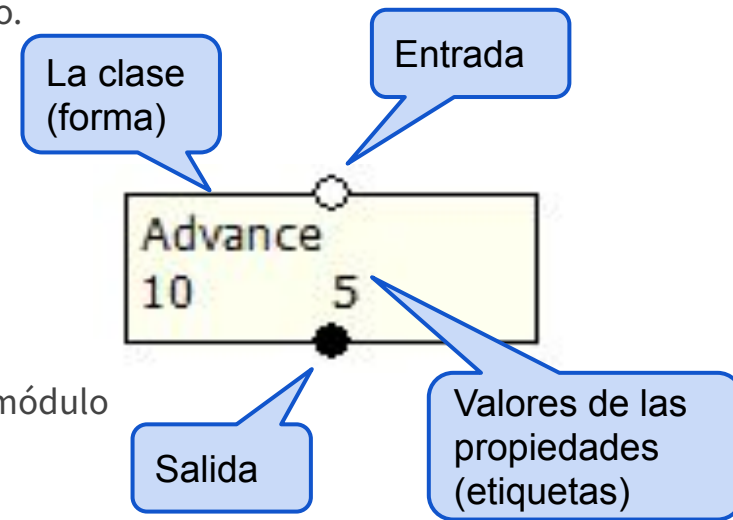 o.
La clase
(forma)
Entrada
Advance
10 5
módulo
Salida
Valores de las
propiedades
(etiquetas)